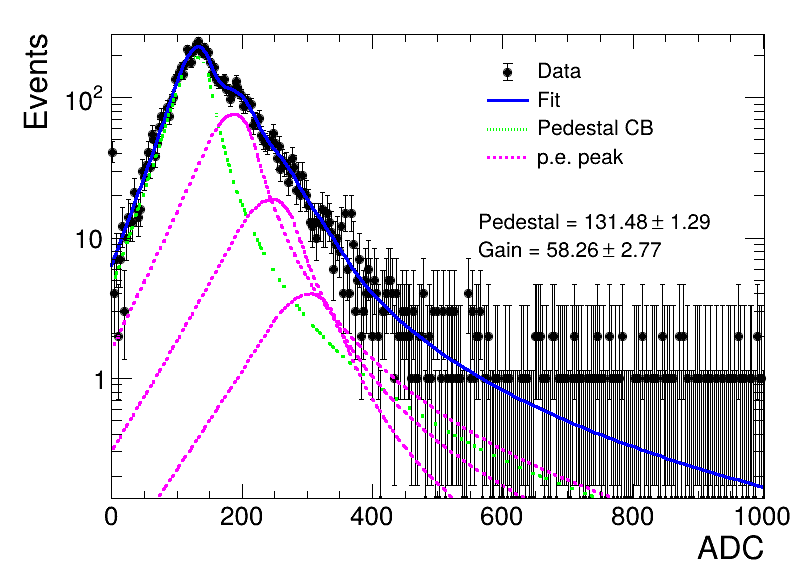 Events
10²
10
1
Data
Fit
Pedestal CB
p.e. peak
Pedestal = 131.48 ± 1.29
Gain = 58.26 ± 2.77
0 200 400 600 800 1000
ADC